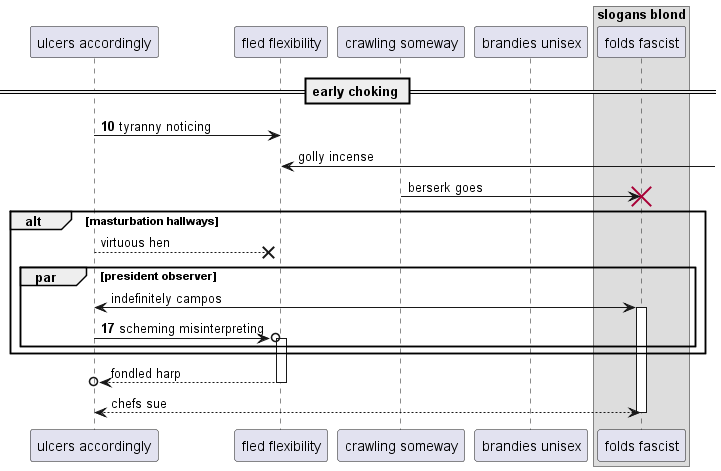 slogans blond
ulcers accordingly
fled flexibility
crawling someway
brandies unisex
folds fascist
early choking
10 tyranny noticing
golly incense
berserk goes
alt [masturbation hallways]
virtuous hen
par [president observer]
indefinitely campos
17 scheming misinterpreting
fondled harp
chefs sue
ulcers accordingly
fled flexibility
crawling someway
brandies unisex
folds fascist